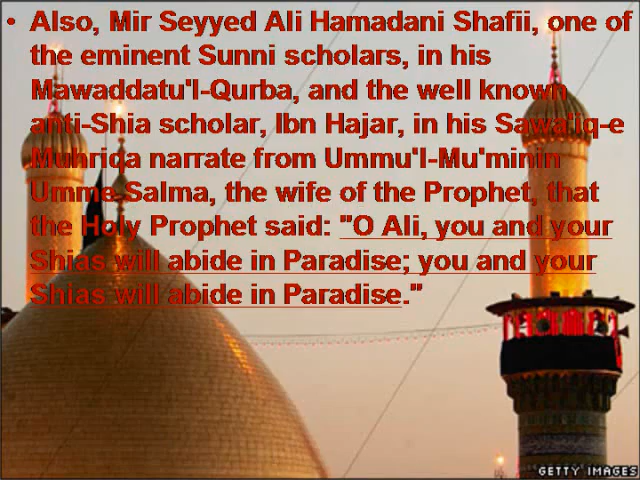 • Also, Mir Seyyed Ali Hamadani Shafii, one of
the eminent Sunni scholars, in his
Mawaddatu'l-Qurba, and the well known
anti-Shia scholar, Ibn Hajar, in his Sawa'iq-e
Muhriqa narrate from Ummu'l-Mu'minin
Umme Salma, the wife of the Prophet, that
the Holy Prophet said: "O Ali, you and your
Shias will abide in Paradise; you and your
Shias will abide in Paradise."
GETTY IMAGES